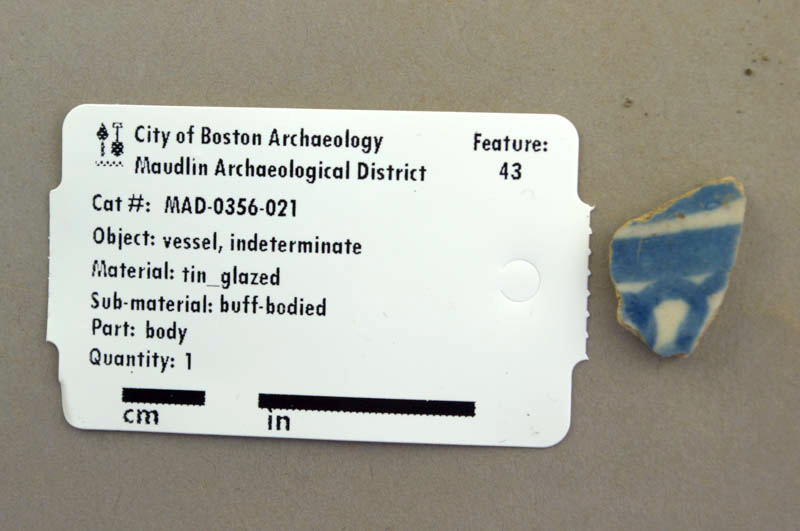 City of Boston Archaeology
Maudlin Archaeological District
Feature:
43
Cat #: MAD-0356-021
Object: vessel, indeterminate
Material: tin_glazed
Sub-material: buff-bodied
Part: body
Quantity: 1
cm
in